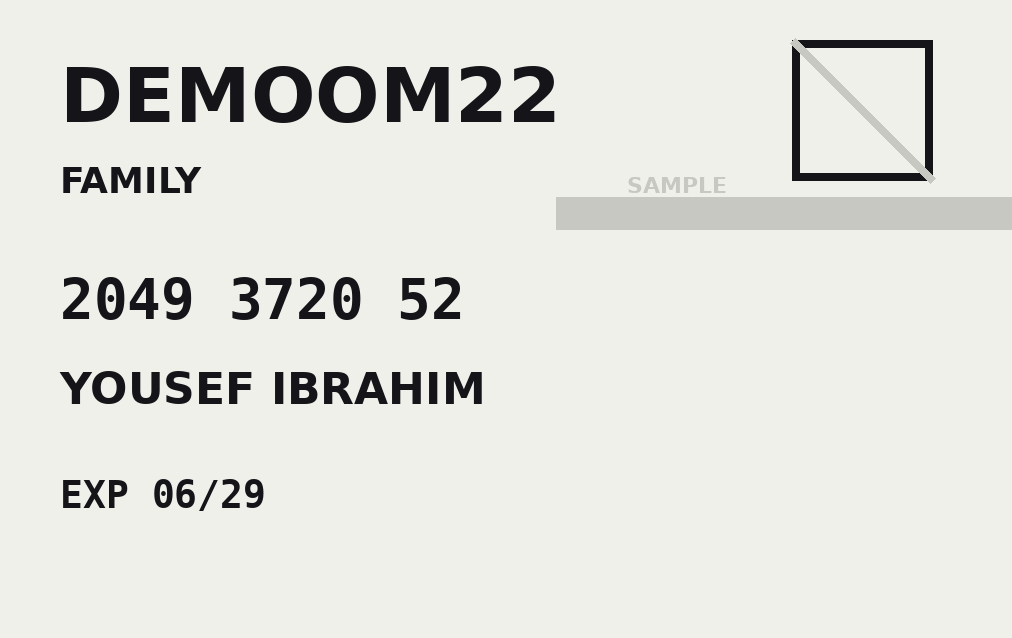 DEMOOM22
FAMILY
SAMPLE
2049 3720 52
YOUSEF IBRAHIM
EXP 06/29